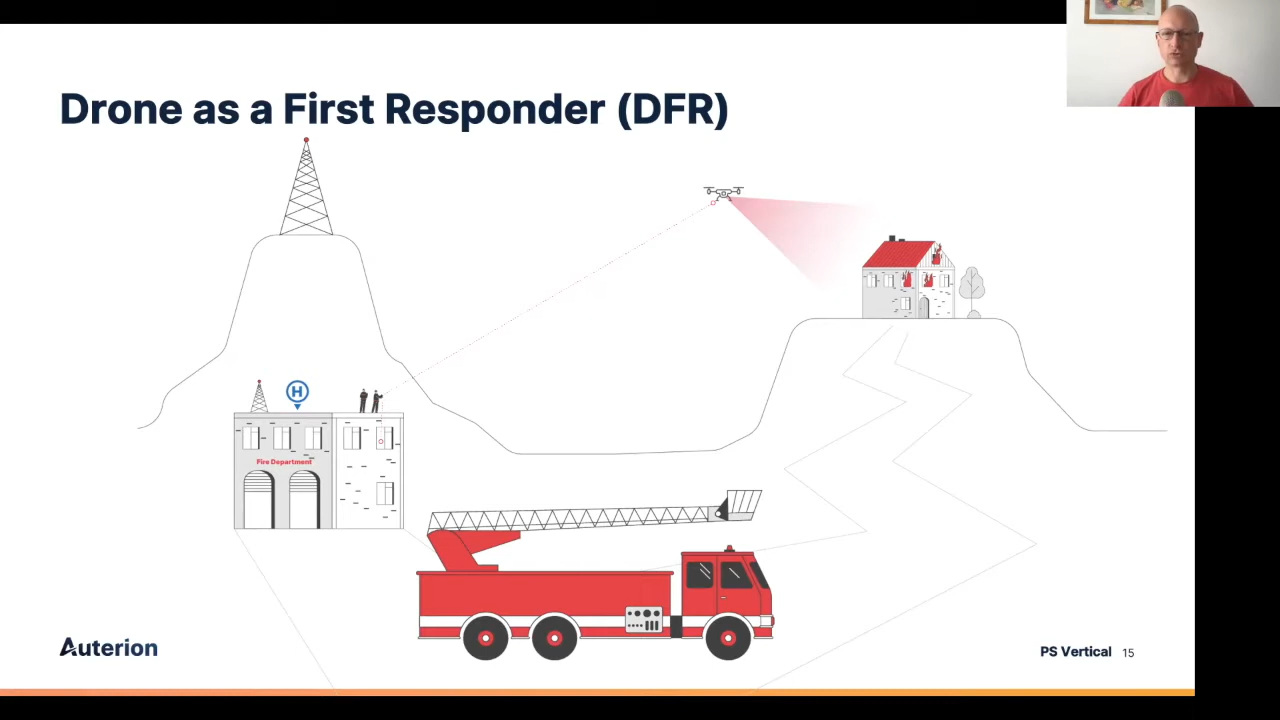 Drone as a First Responder (DFR)
H
Fire Department
Auterion
PS Vertical 15